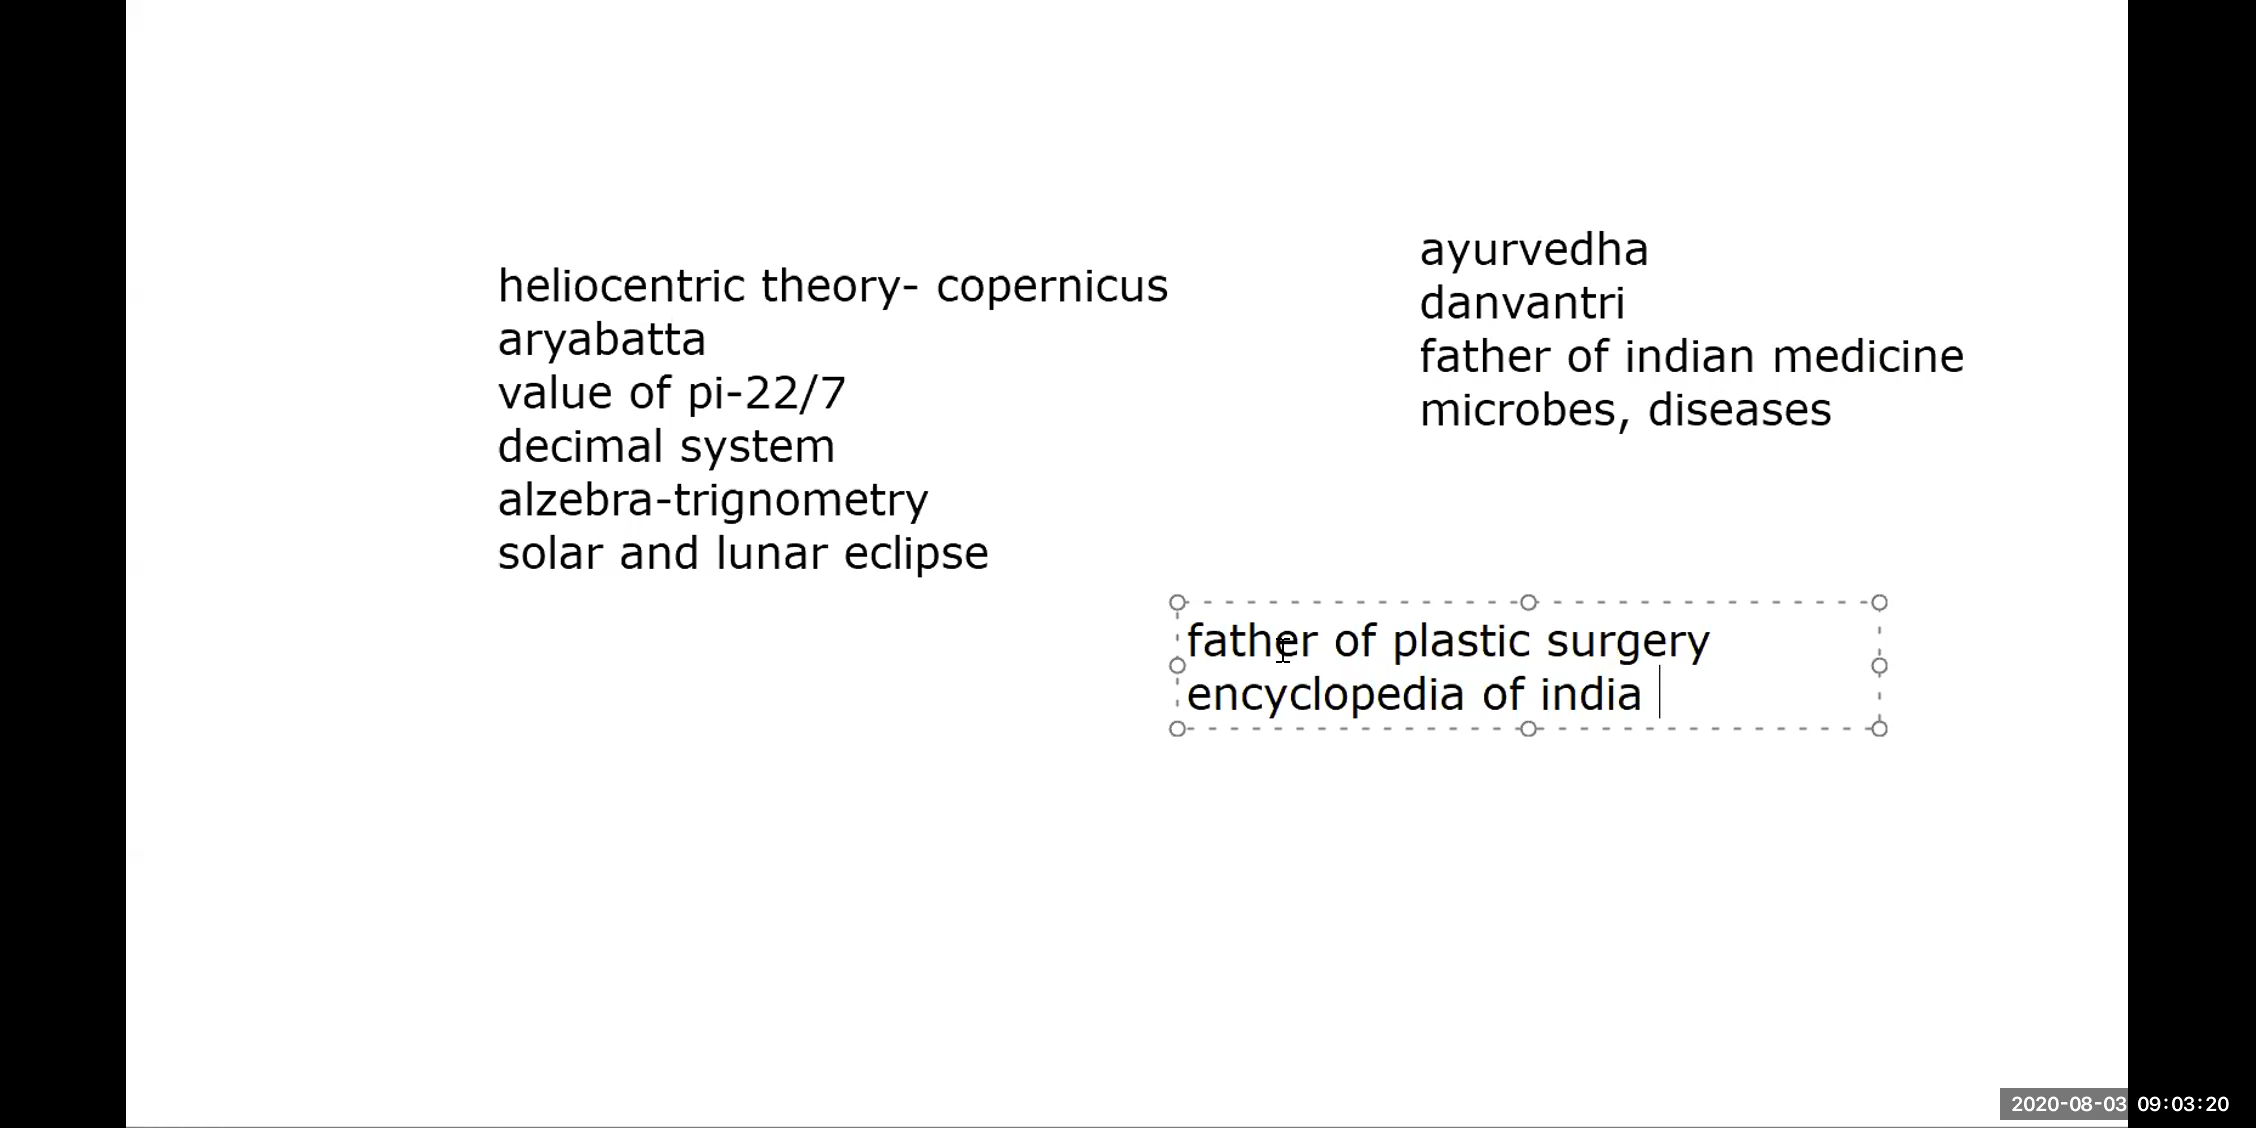 heliocentric theory- copernicus
aryabatta
value of pi-22/7
decimal system
alzebra-trignometry
solar and lunar eclipse
ayurvedha
danvantri
father of indian medicine
microbes, diseases
father of plastic surgery
encyclopedia of india
2020-08-03 09:03:20